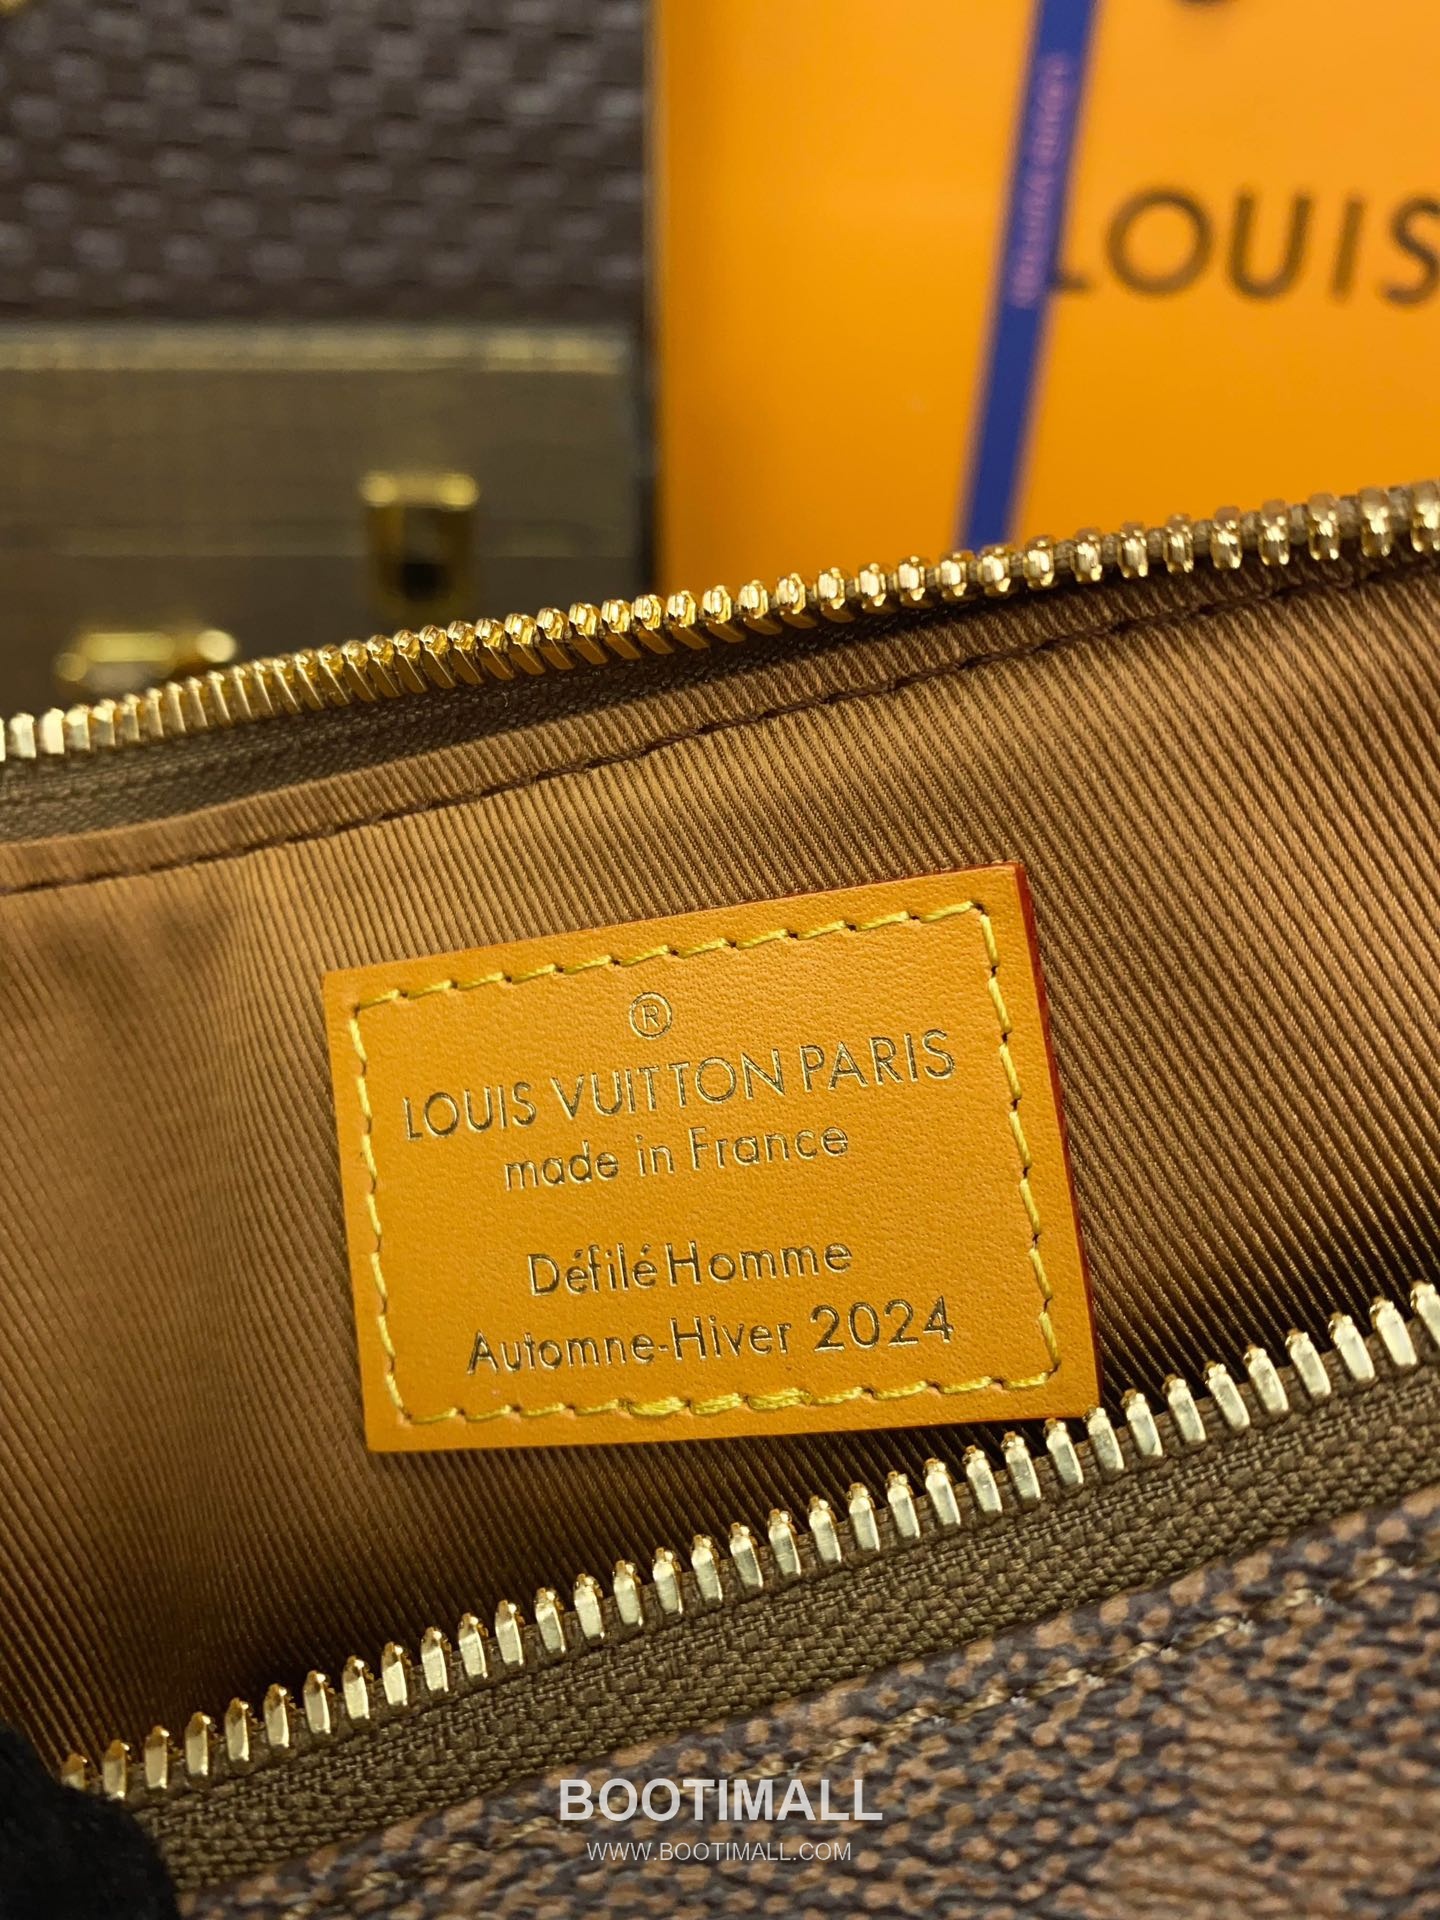 LOUIS
®
LOUIS VUITTON PARIS
made in France
Défilé Homme
Automne-Hiver 2024
BOOTIMALL
WWW.BOOTIMALL.COM